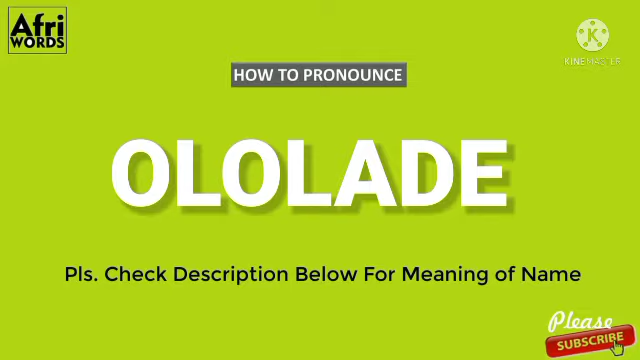 Afri
WORDS
KINEMASTER
HOW TO PRONOUNCE
OLOLADE
Pls. Check Description Below For Meaning of Name
Please
SUBSCRIBE